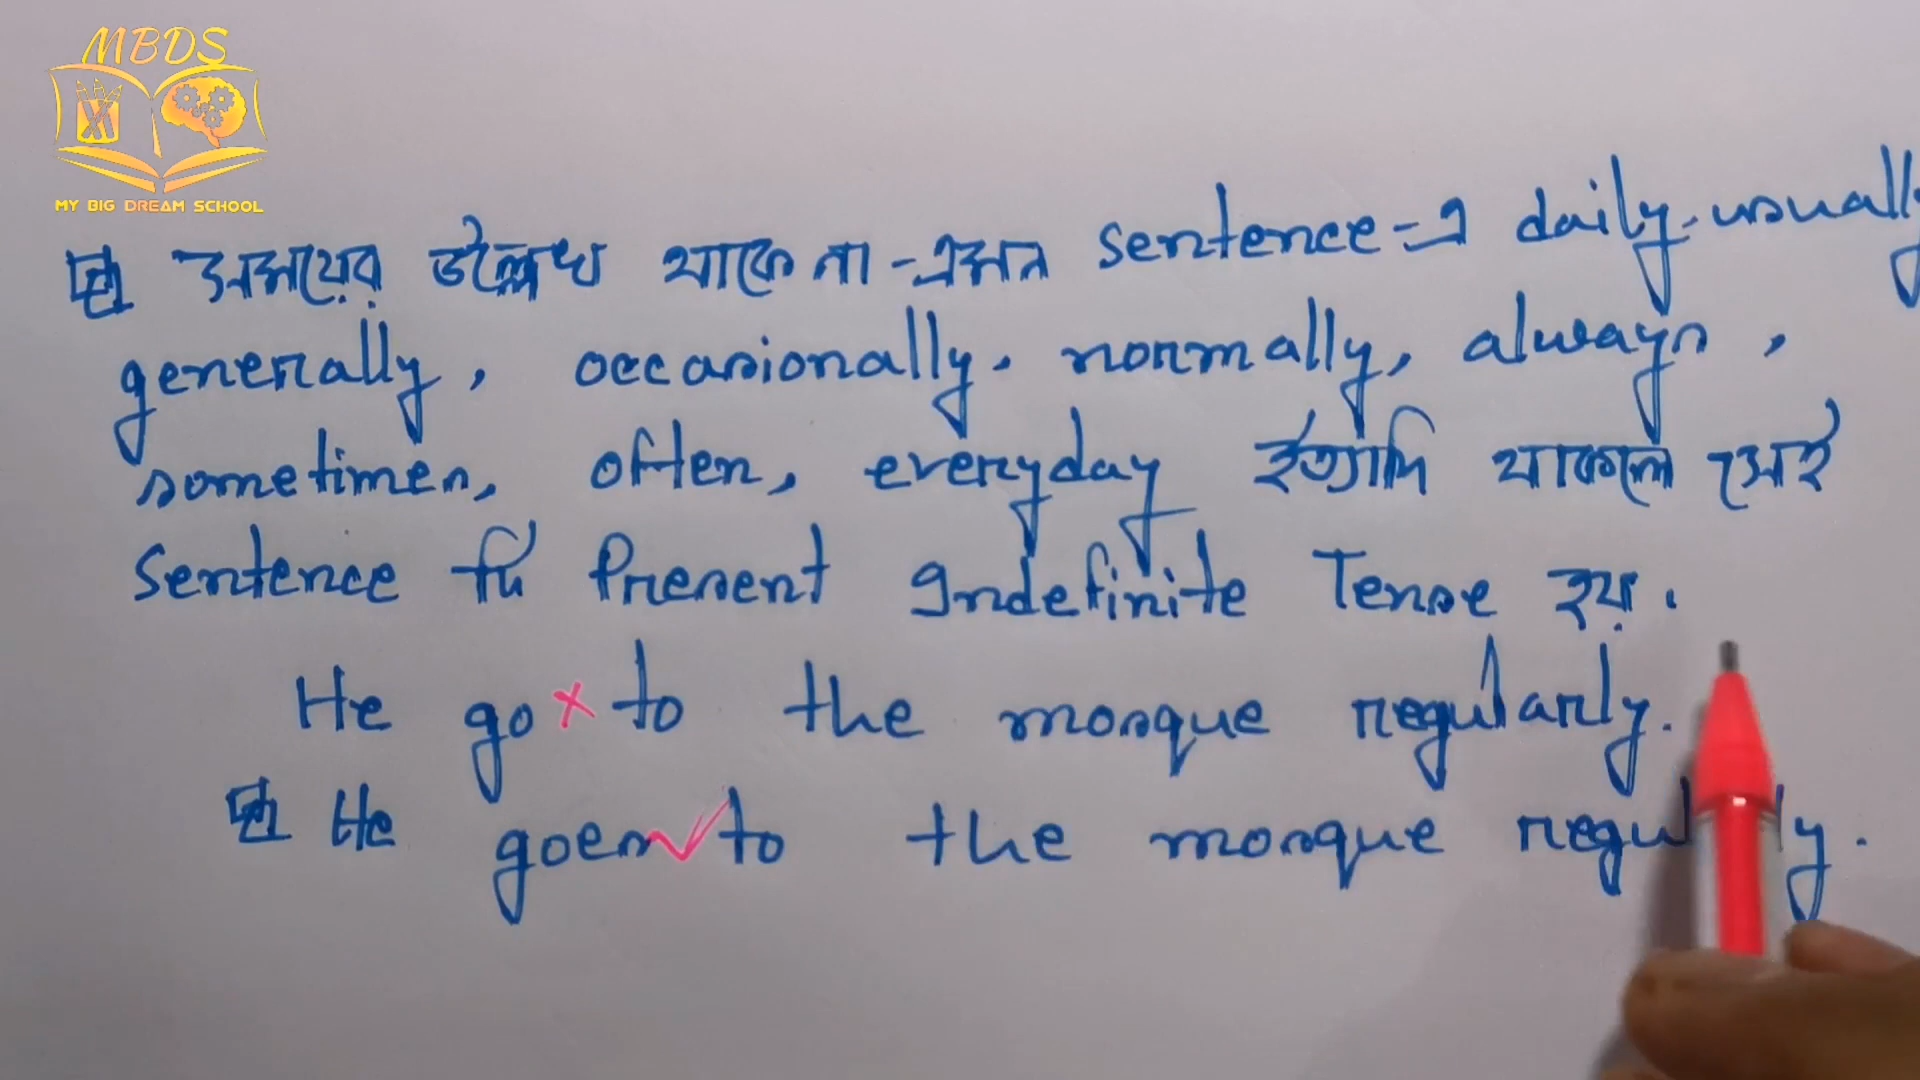 MBDS
MY BIG DREAM SCHOOL
সময়ের উল্লেখ থাকে না - এমন sentence-এ daily, usually
generally, occasionally, normally, always,
sometimes, often, everyday ইত্যাদি থাকলে সেই
Sentence টি Present Indefinite Tense হয়.
He go × to the mosque regularly.
He goes ✓ to the mosque regu y.